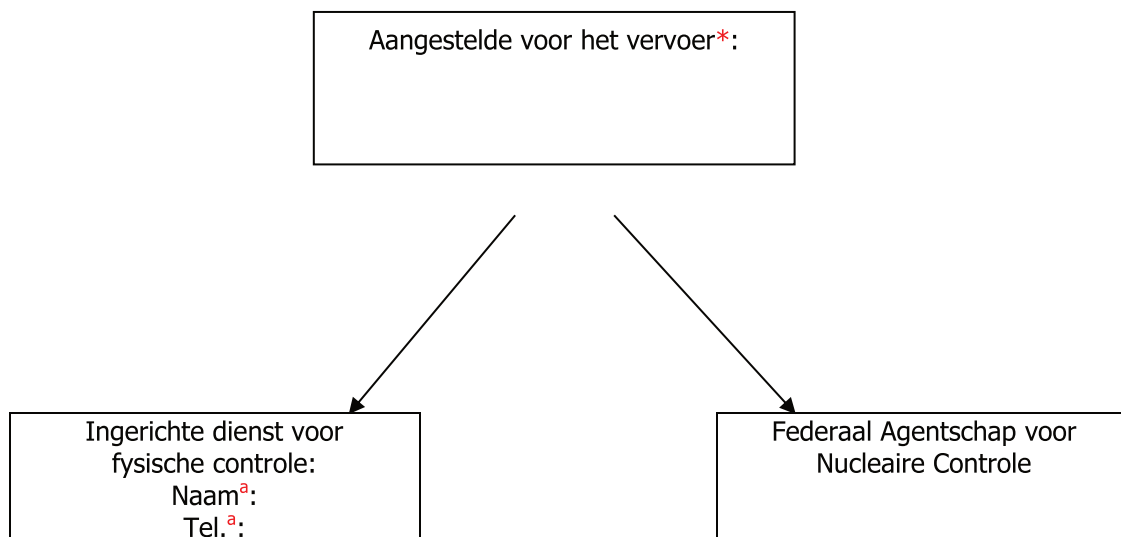 Aangestelde voor het vervoer*:
Ingerichte dienst voor
fysische controle:
Naamᵃ:
Tel.ᵃ:
Federaal Agentschap voor
Nucleaire Controle